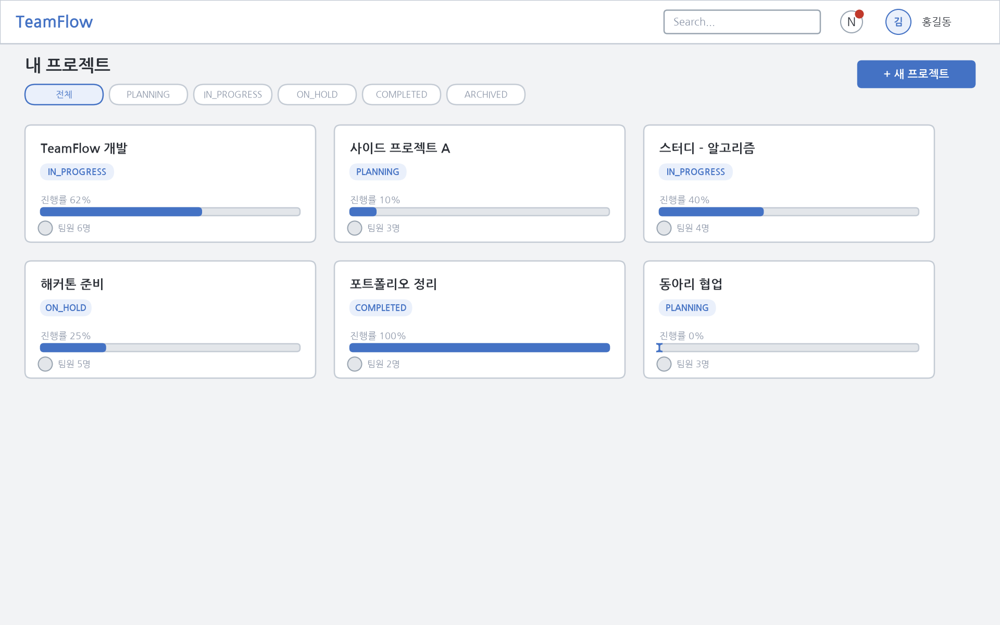 TeamFlow
Search...
N
김
홍길동
내 프로젝트
+ 새 프로젝트
전체
PLANNING
IN_PROGRESS
ON_HOLD
COMPLETED
ARCHIVED
TeamFlow 개발
IN_PROGRESS
진행률 62%
팀원 6명
사이드 프로젝트 A
PLANNING
진행률 10%
팀원 3명
스터디 - 알고리즘
IN_PROGRESS
진행률 40%
팀원 4명
해커톤 준비
ON_HOLD
진행률 25%
팀원 5명
포트폴리오 정리
COMPLETED
진행률 100%
팀원 2명
동아리 협업
PLANNING
진행률 0%
팀원 3명